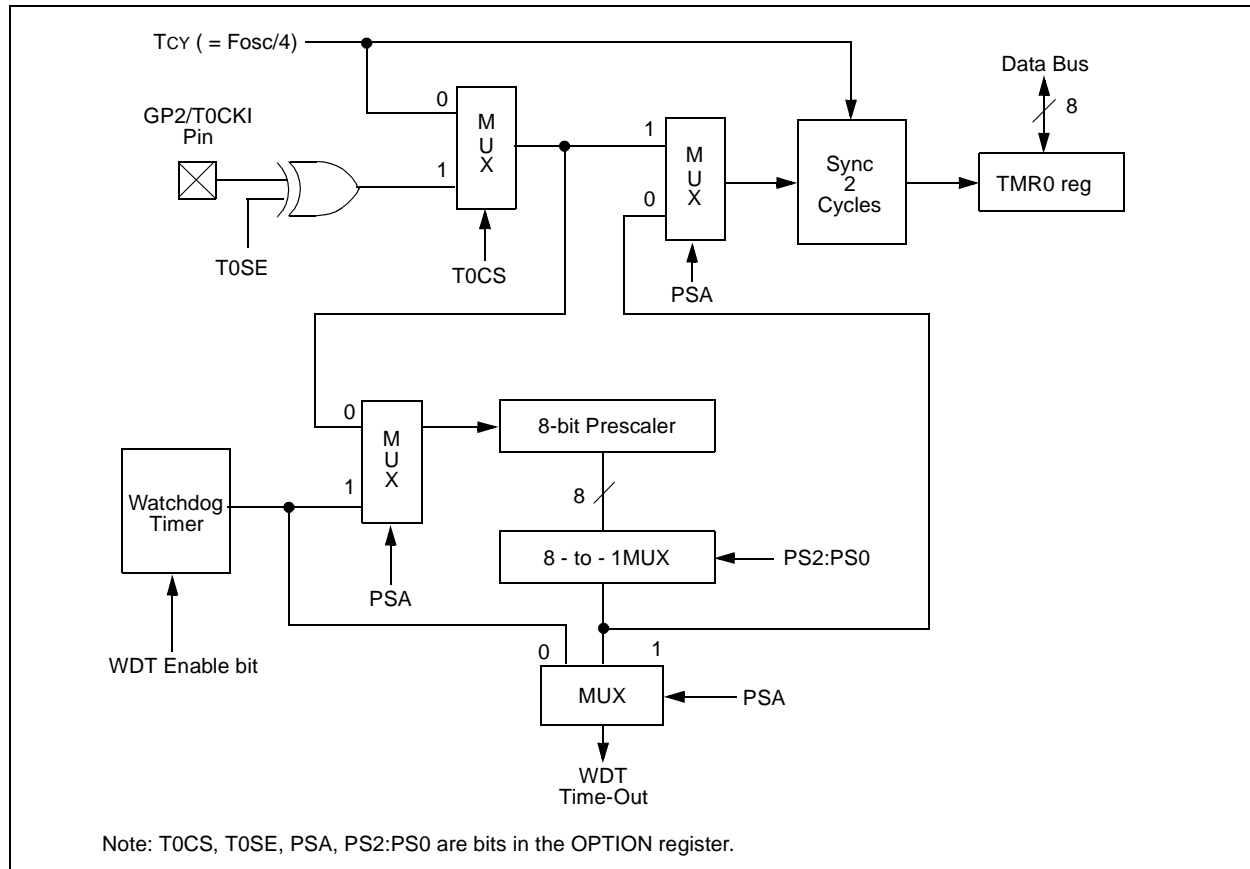 TCY ( = Fosc/4)
Data Bus
8
GP2/T0CKI
Pin
0
1
MUX
T0SE
T0CS
1
0
MUX
PSA
Sync
2
Cycles
TMR0 reg
0
1
MUX
8-bit Prescaler
8
Watchdog
Timer
PSA
8 - to - 1MUX
PS2:PS0
WDT Enable bit
0
1
MUX
PSA
WDT
Time-Out
Note: T0CS, T0SE, PSA, PS2:PS0 are bits in the OPTION register.